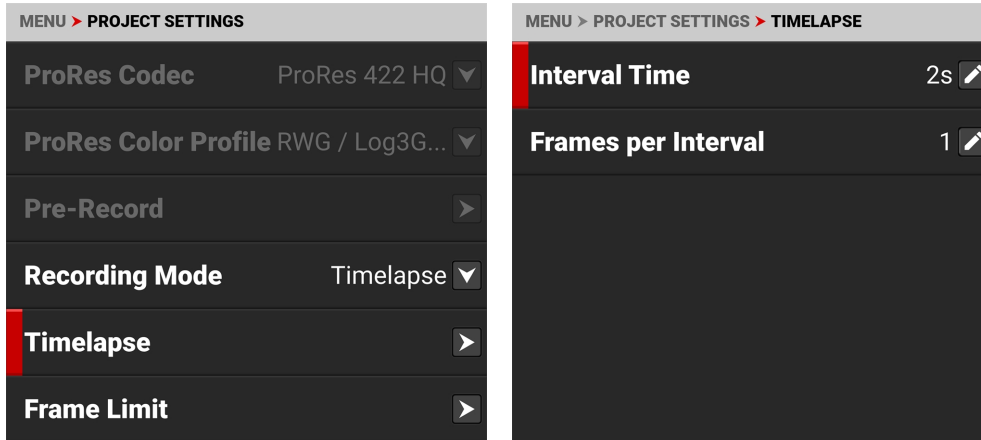 MENU > PROJECT SETTINGS
ProRes Codec ProRes 422 HQ
ProRes Color Profile RWG / Log3G...
Pre-Record
Recording Mode Timelapse
Timelapse
Frame Limit
MENU > PROJECT SETTINGS > TIMELAPSE
Interval Time 2s
Frames per Interval 1